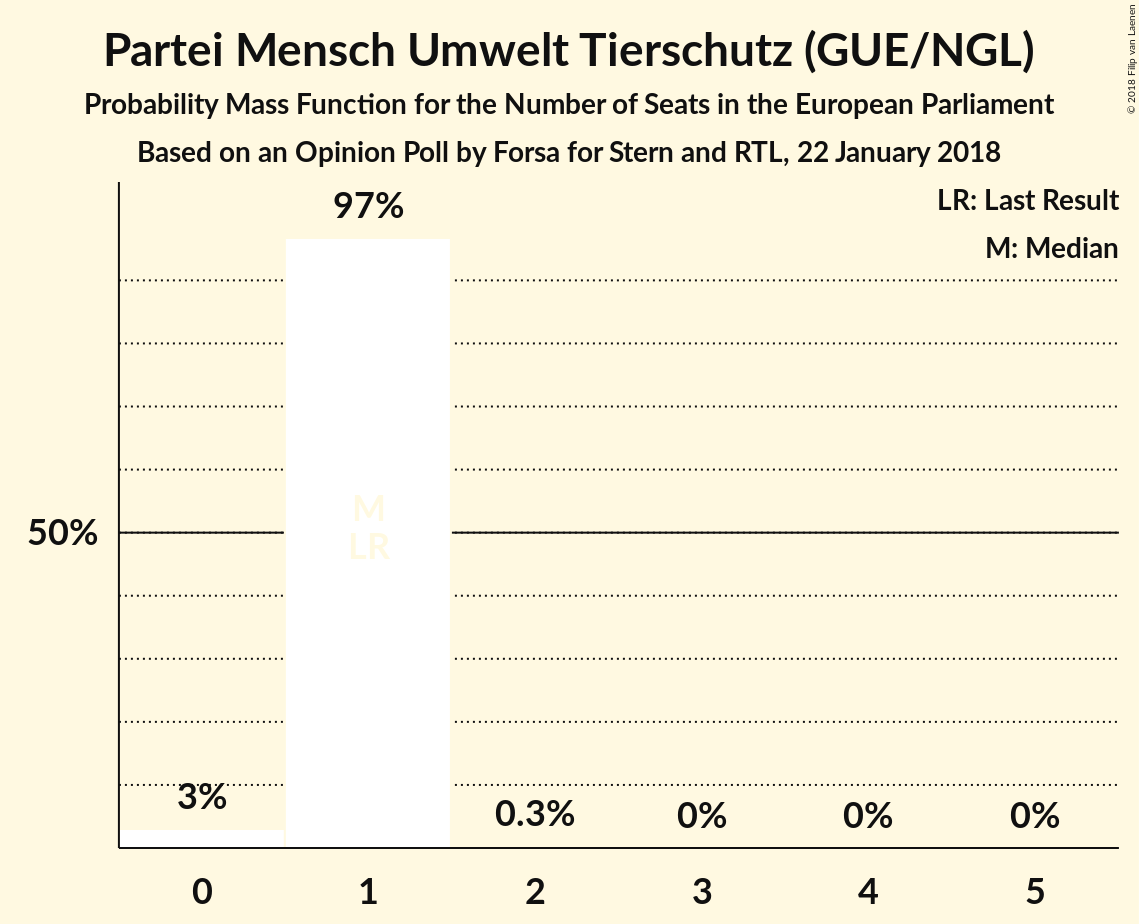 Partei Mensch Umwelt Tierschutz (GUE/NGL)
Probability Mass Function for the Number of Seats in the European Parliament
Based on an Opinion Poll by Forsa for Stern and RTL, 22 January 2018
© 2018 Filip van Laenen
LR: Last Result
M: Median
97%
M
LR
50%
3%
0.3%
0%
0%
0%
0
1
2
3
4
5